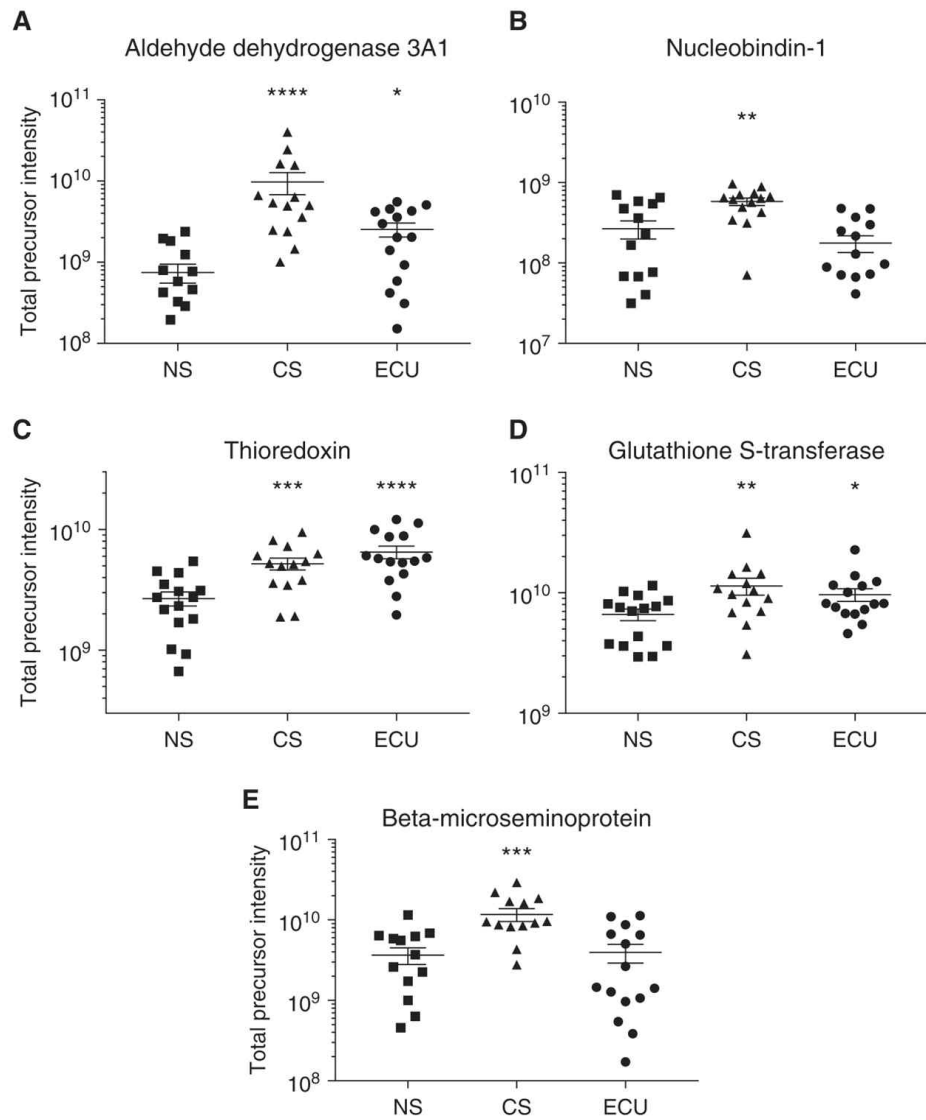 A
Aldehyde dehydrogenase 3A1
**** *
Total precursor intensity
10¹¹
10¹⁰
10⁹
10⁸
NS CS ECU
B
Nucleobindin-1
**
10¹⁰
10⁹
10⁸
10⁷
NS CS ECU
C
Thioredoxin
*** ****
Total precursor intensity
10¹⁰
10⁹
NS CS ECU
D
Glutathione S-transferase
** *
10¹¹
10¹⁰
10⁹
NS CS ECU
E
Beta-microseminoprotein
***
Total precursor intensity
10¹¹
10¹⁰
10⁹
10⁸
NS CS ECU